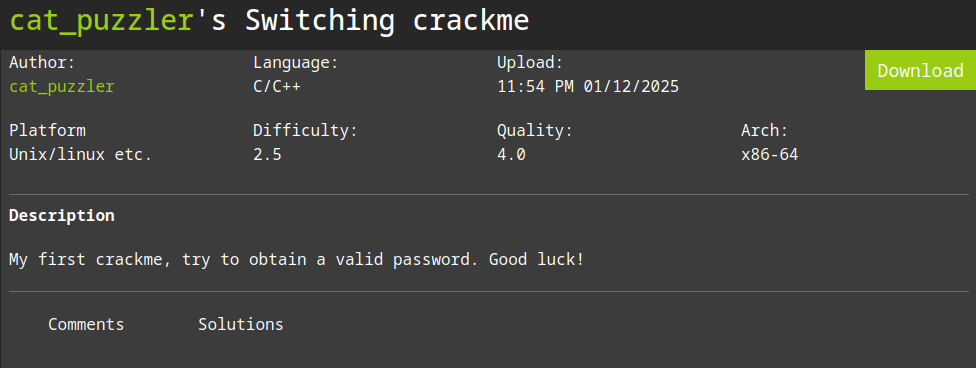 cat_puzzler's Switching crackme
Author: Language: Upload: Download
cat_puzzler C/C++ 11:54 PM 01/12/2025
Platform Difficulty: Quality: Arch:
Unix/linux etc. 2.5 4.0 x86-64
Description
My first crackme, try to obtain a valid password. Good luck!
Comments Solutions